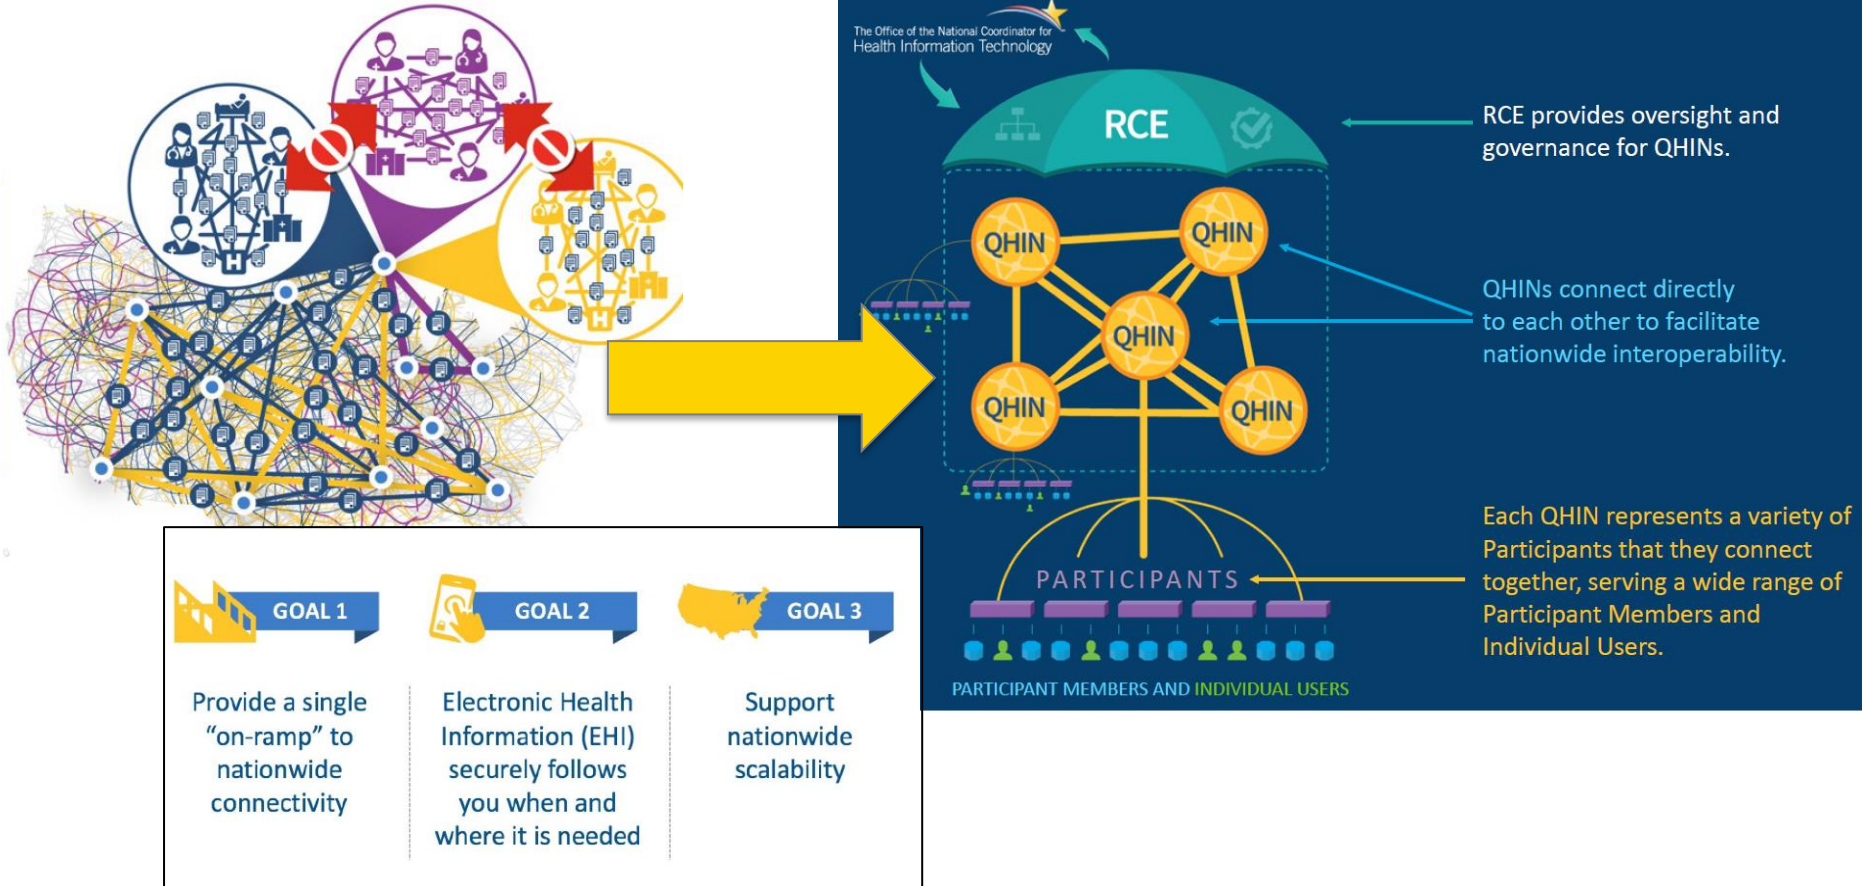 The Office of the National Coordinator for
Health Information Technology
RCE
RCE provides oversight and
governance for QHINs.
QHIN
QHIN
QHIN
QHIN
QHIN
QHINs connect directly
to each other to facilitate
nationwide interoperability.
H
H
Each QHIN represents a variety of
Participants that they connect
together, serving a wide range of
Participant Members and
Individual Users.
PARTICIPANTS
PARTICIPANT MEMBERS AND INDIVIDUAL USERS
GOAL 1
Provide a single
“on-ramp” to
nationwide
connectivity
GOAL 2
Electronic Health
Information (EHI)
securely follows
you when and
where it is needed
GOAL 3
Support
nationwide
scalability